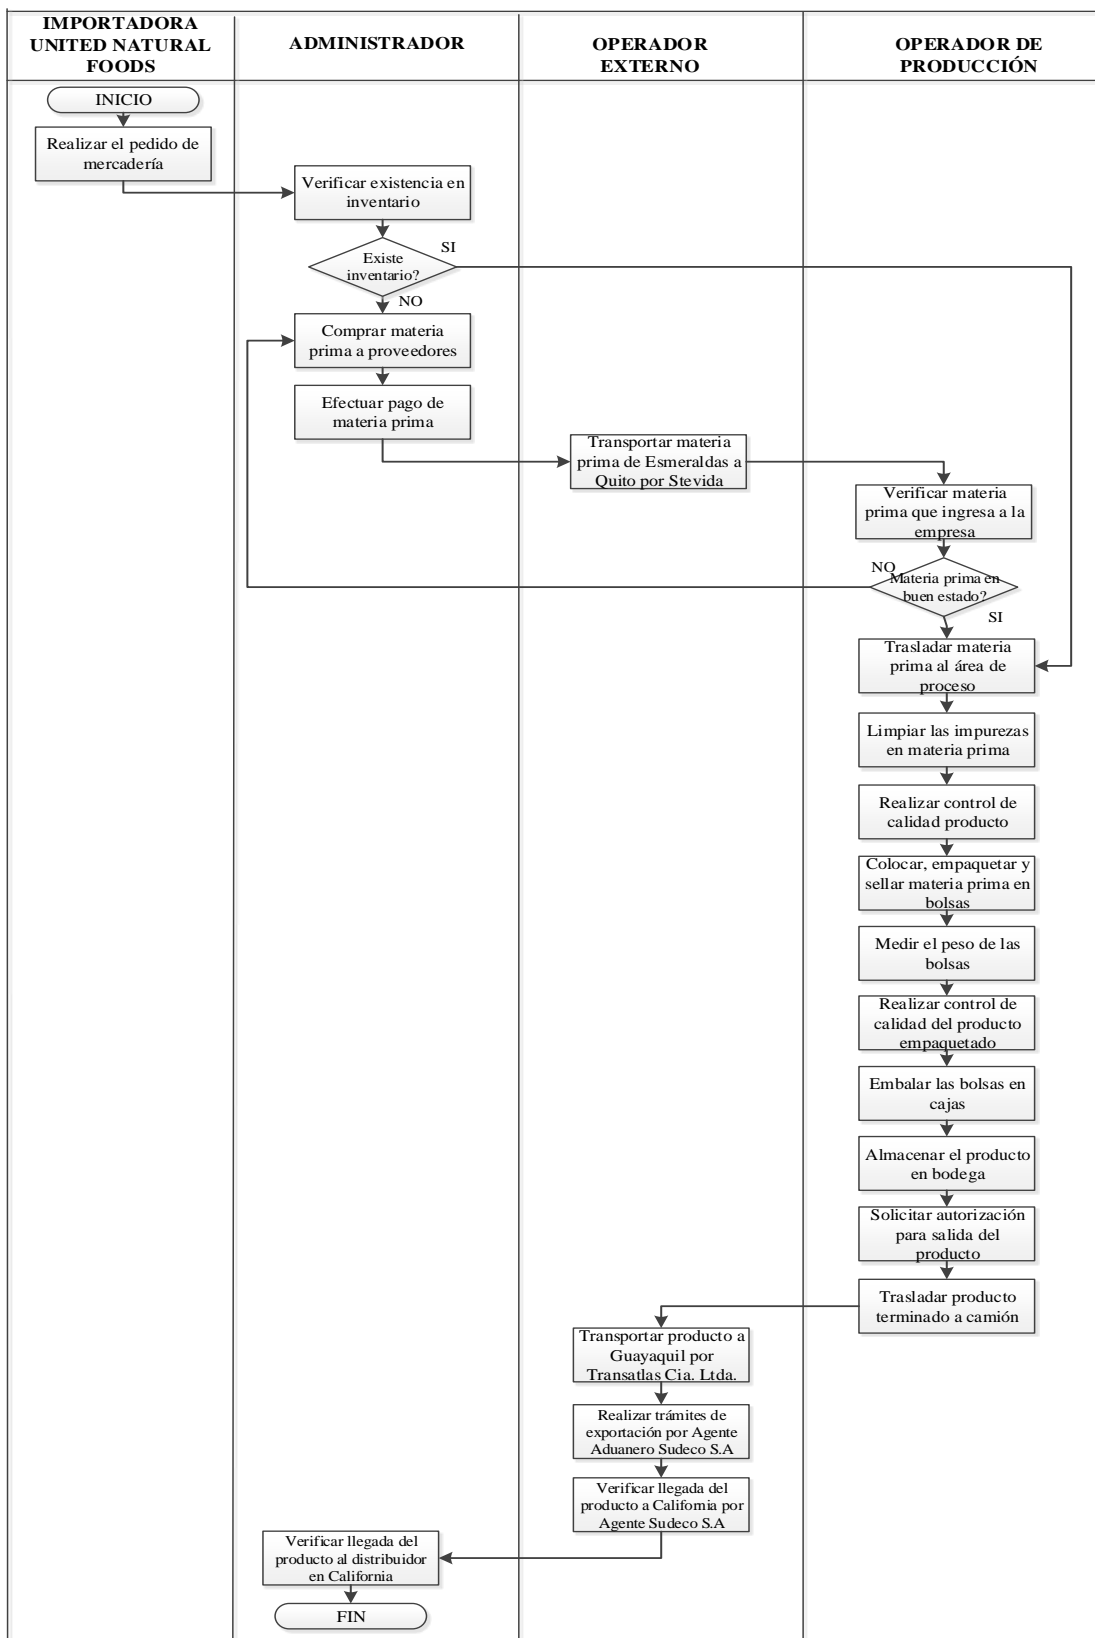 IMPORTADORA
UNITED NATURAL
FOODS
ADMINISTRADOR
OPERADOR
EXTERNO
OPERADOR DE
PRODUCCIÓN
INICIO
Realizar el pedido de
mercadería
Verificar existencia en
inventario
SI
Existe
inventario?
NO
Comprar materia
prima a proveedores
Efectuar pago de
materia prima
Transportar materia
prima de Esmeraldas a
Quito por Stevida
Verificar materia
prima que ingresa a la
empresa
NO
Materia prima en
buen estado?
SI
Trasladar materia
prima al área de
proceso
Limpiar las impurezas
en materia prima
Realizar control de
calidad producto
Colocar, empaquetar y
sellar materia prima en
bolsas
Medir el peso de las
bolsas
Realizar control de
calidad del producto
empaquetado
Embalar las bolsas en
cajas
Almacenar el producto
en bodega
Solicitar autorización
para salida del
producto
Trasladar producto
terminado a camión
Transportar producto a
Guayaquil por
Transatlas Cia. Ltda.
Realizar trámites de
exportación por Agente
Aduanero Sudeco S.A
Verificar llegada del
producto a California por
Agente Sudeco S.A
Verificar llegada del
producto al distribuidor
en California
FIN